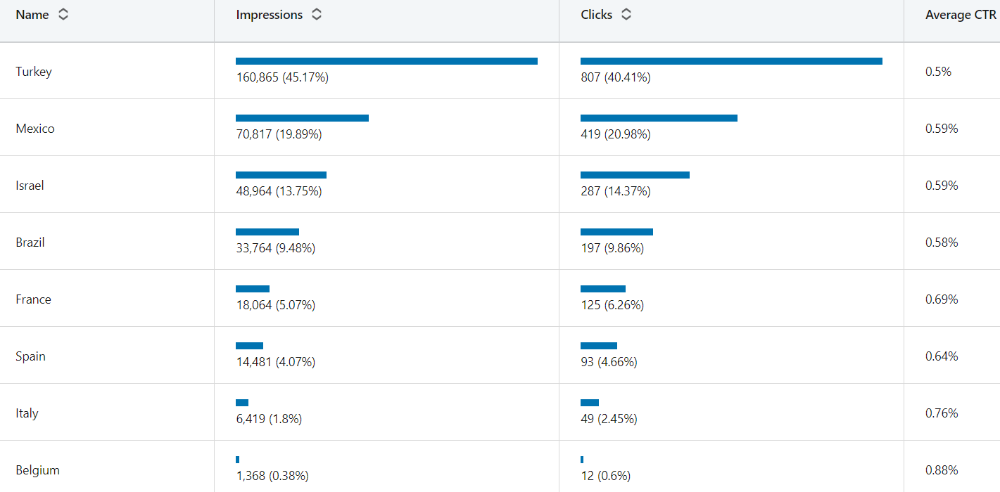 Name Impressions Clicks Average CTR
Turkey 160,865 (45.17%) 807 (40.41%) 0.5%
Mexico 70,817 (19.89%) 419 (20.98%) 0.59%
Israel 48,964 (13.75%) 287 (14.37%) 0.59%
Brazil 33,764 (9.48%) 197 (9.86%) 0.58%
France 18,064 (5.07%) 125 (6.26%) 0.69%
Spain 14,481 (4.07%) 93 (4.66%) 0.64%
Italy 6,419 (1.8%) 49 (2.45%) 0.76%
Belgium 1,368 (0.38%) 12 (0.6%) 0.88%